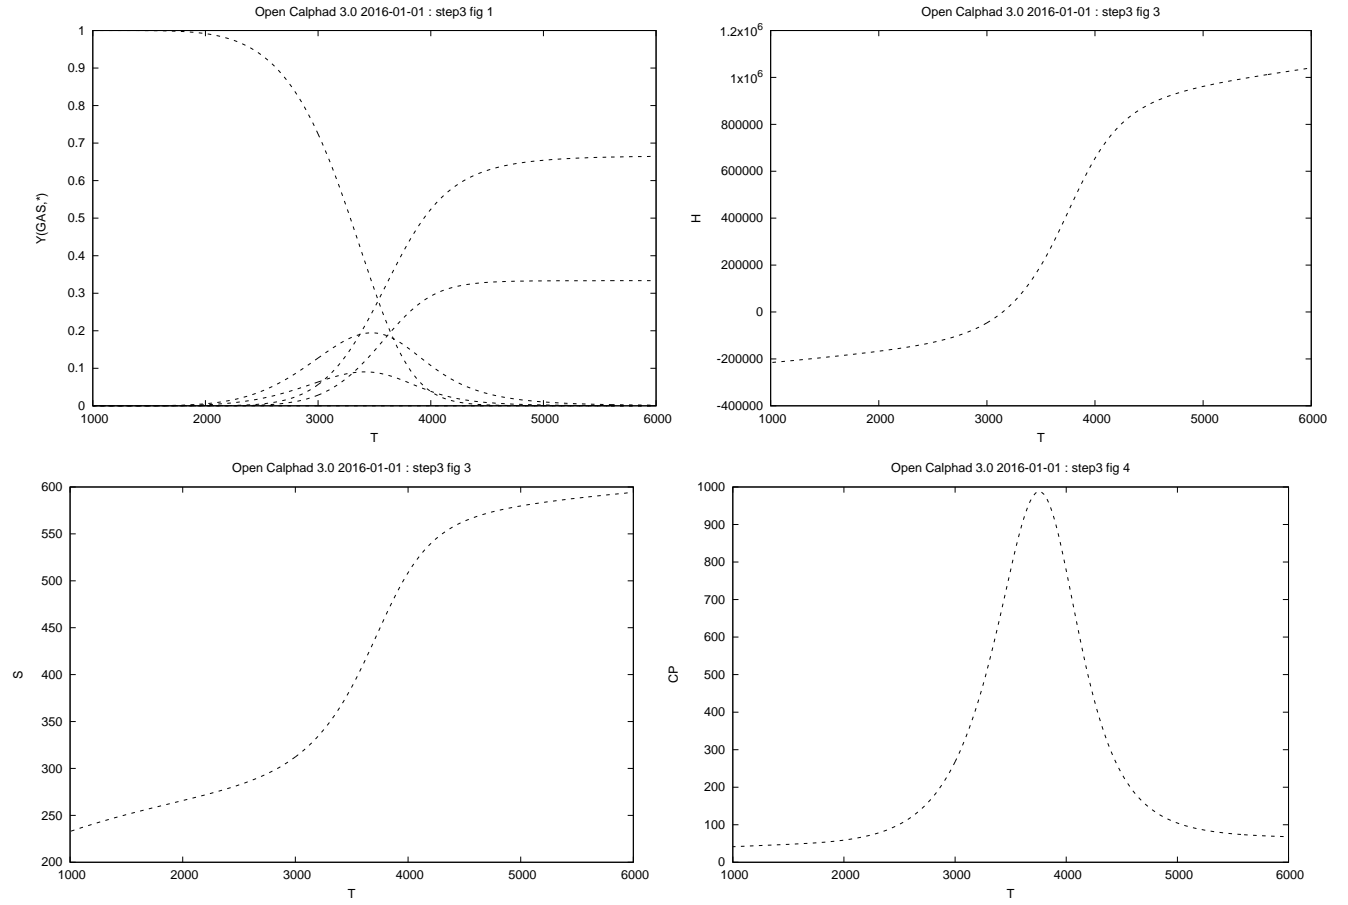 Open Calphad 3.0 2016-01-01 : step3 fig 1
1
0.9
0.8
0.7
0.6
0.5
0.4
0.3
0.2
0.1
0
Y(GAS,*)
1000 2000 3000 4000 5000 6000
T
Open Calphad 3.0 2016-01-01 : step3 fig 3
1.2x10^6
1x10^6
800000
600000
400000
200000
0
-200000
-400000
H
1000 2000 3000 4000 5000 6000
T
Open Calphad 3.0 2016-01-01 : step3 fig 3
600
550
500
450
400
350
300
250
200
S
1000 2000 3000 4000 5000 6000
T
Open Calphad 3.0 2016-01-01 : step3 fig 4
1000
900
800
700
600
500
400
300
200
100
0
CP
1000 2000 3000 4000 5000 6000
T